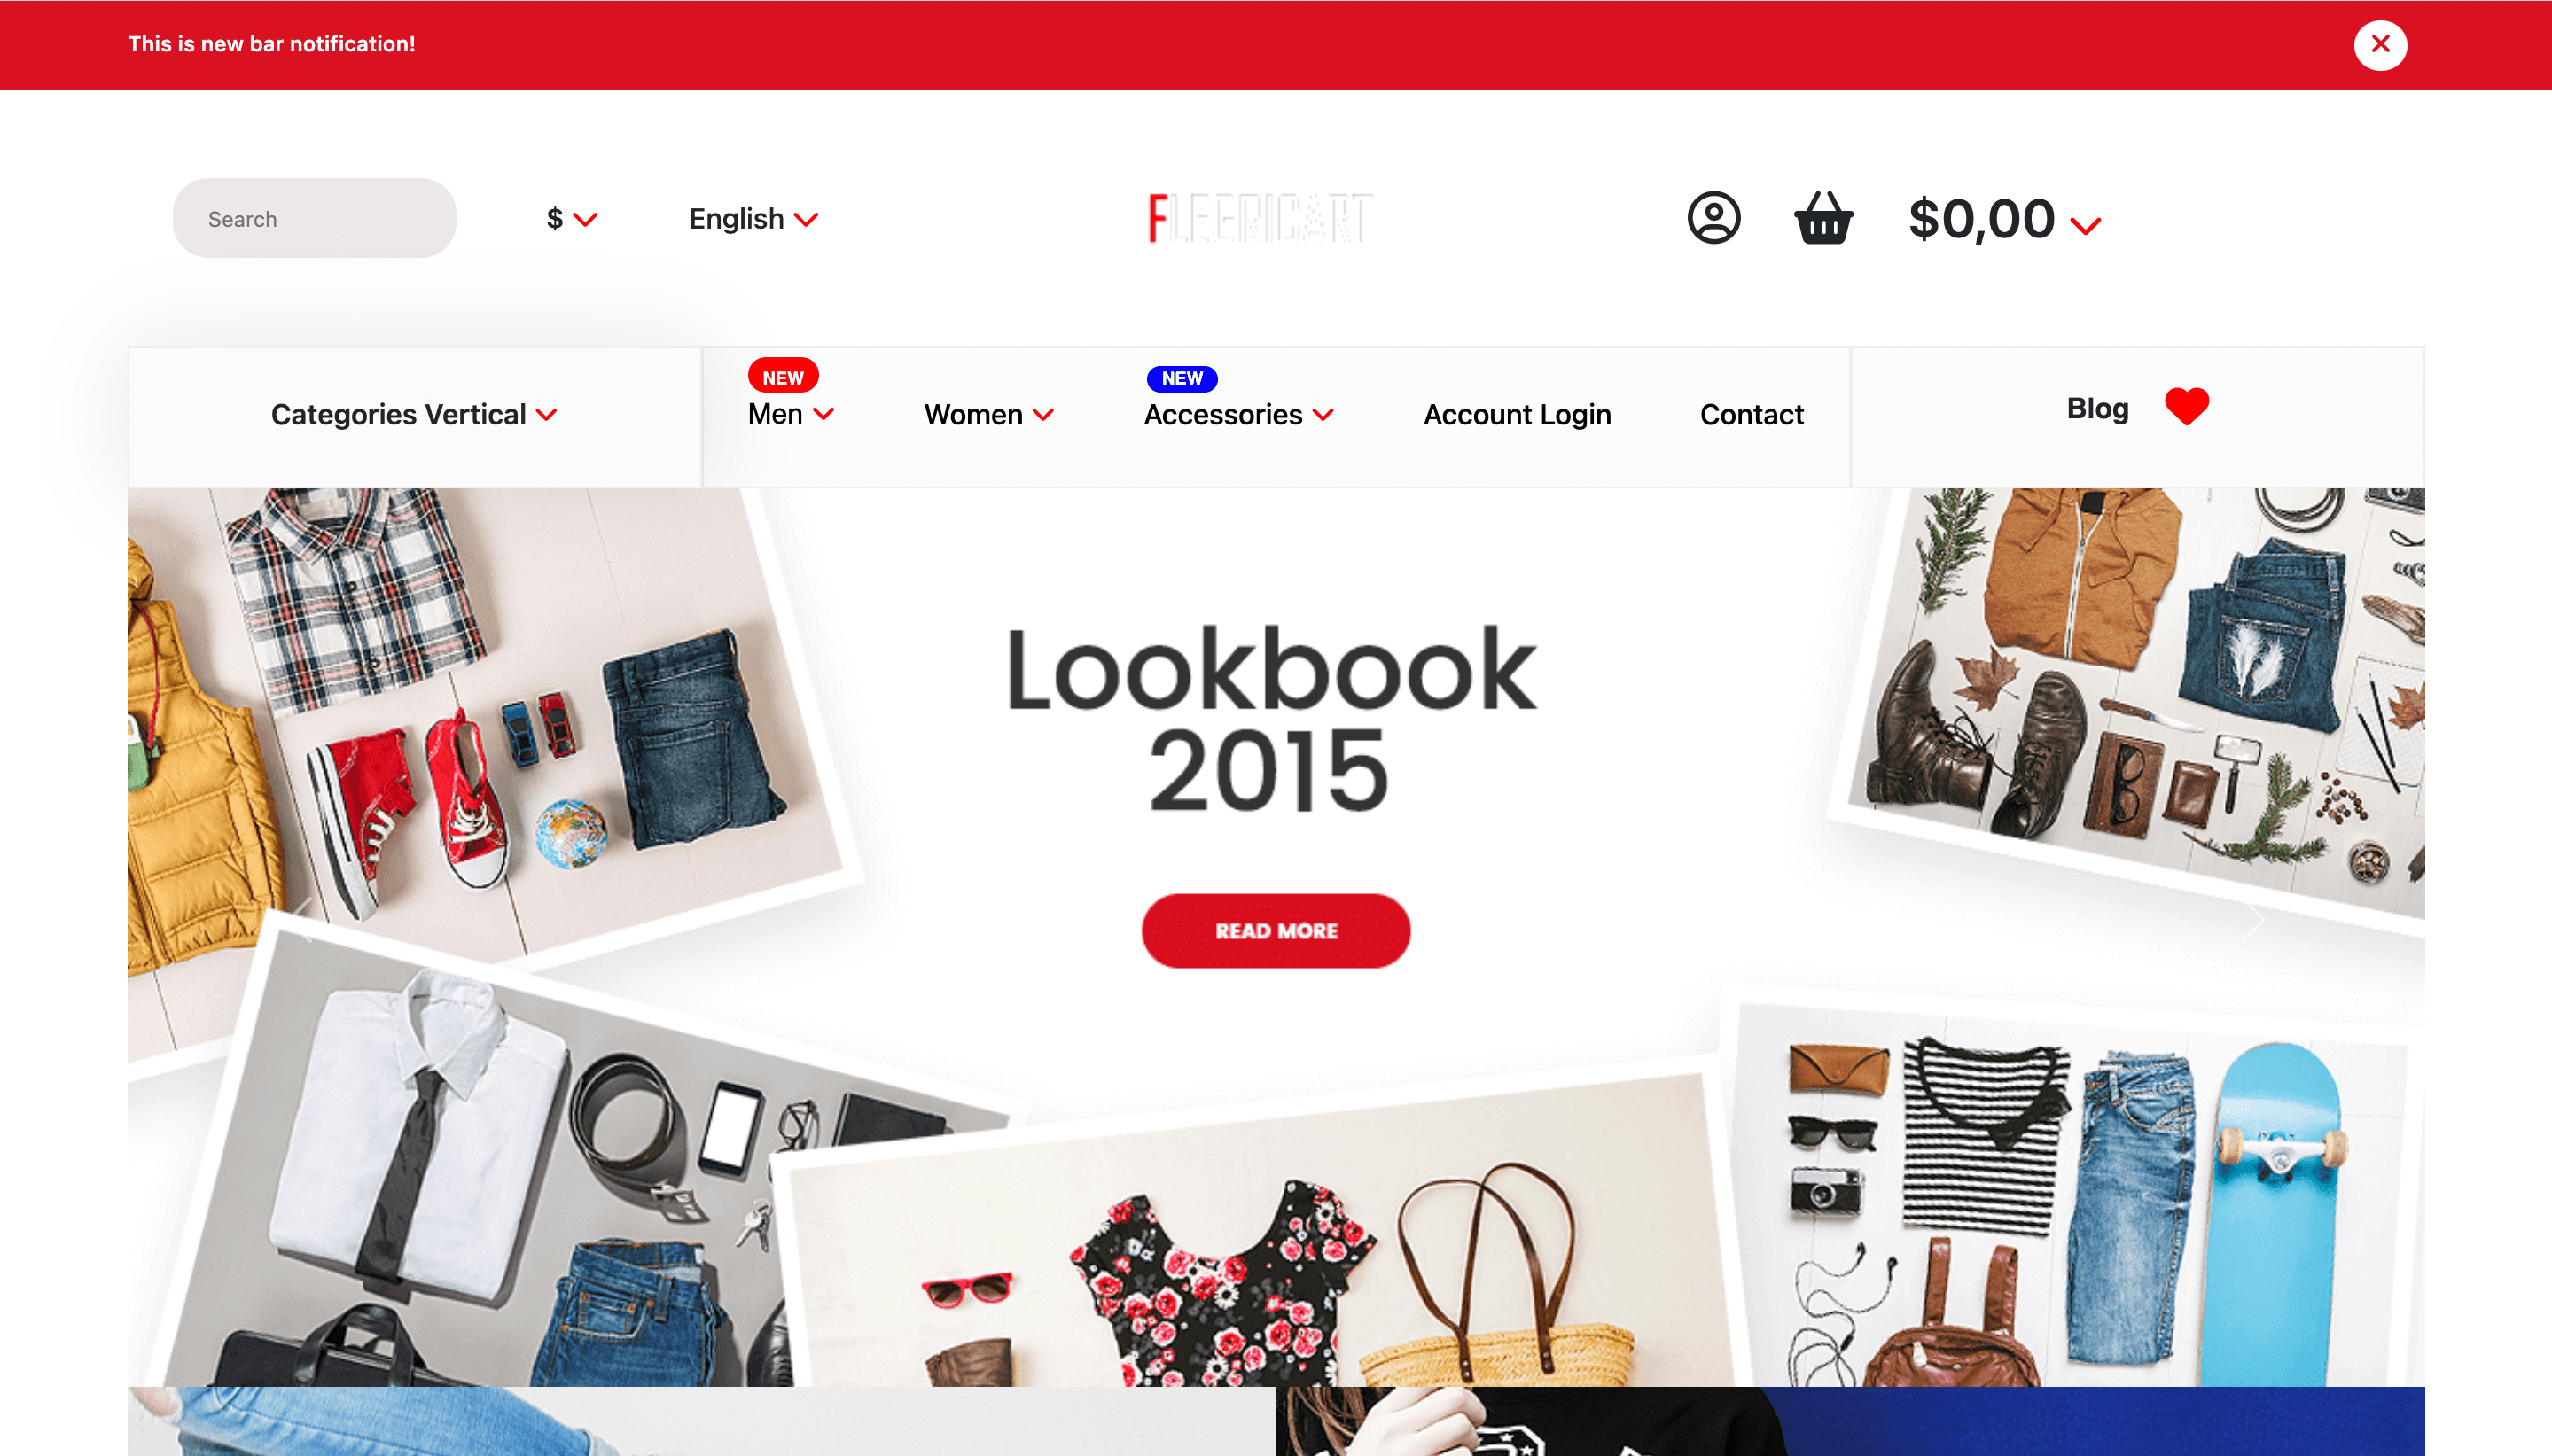 This is new bar notification!
Search
$
English
FLEGRICART
$0,00
Categories Vertical
NEW
Men
Women
NEW
Accessories
Account Login
Contact
Blog
Lookbook
2015
READ MORE